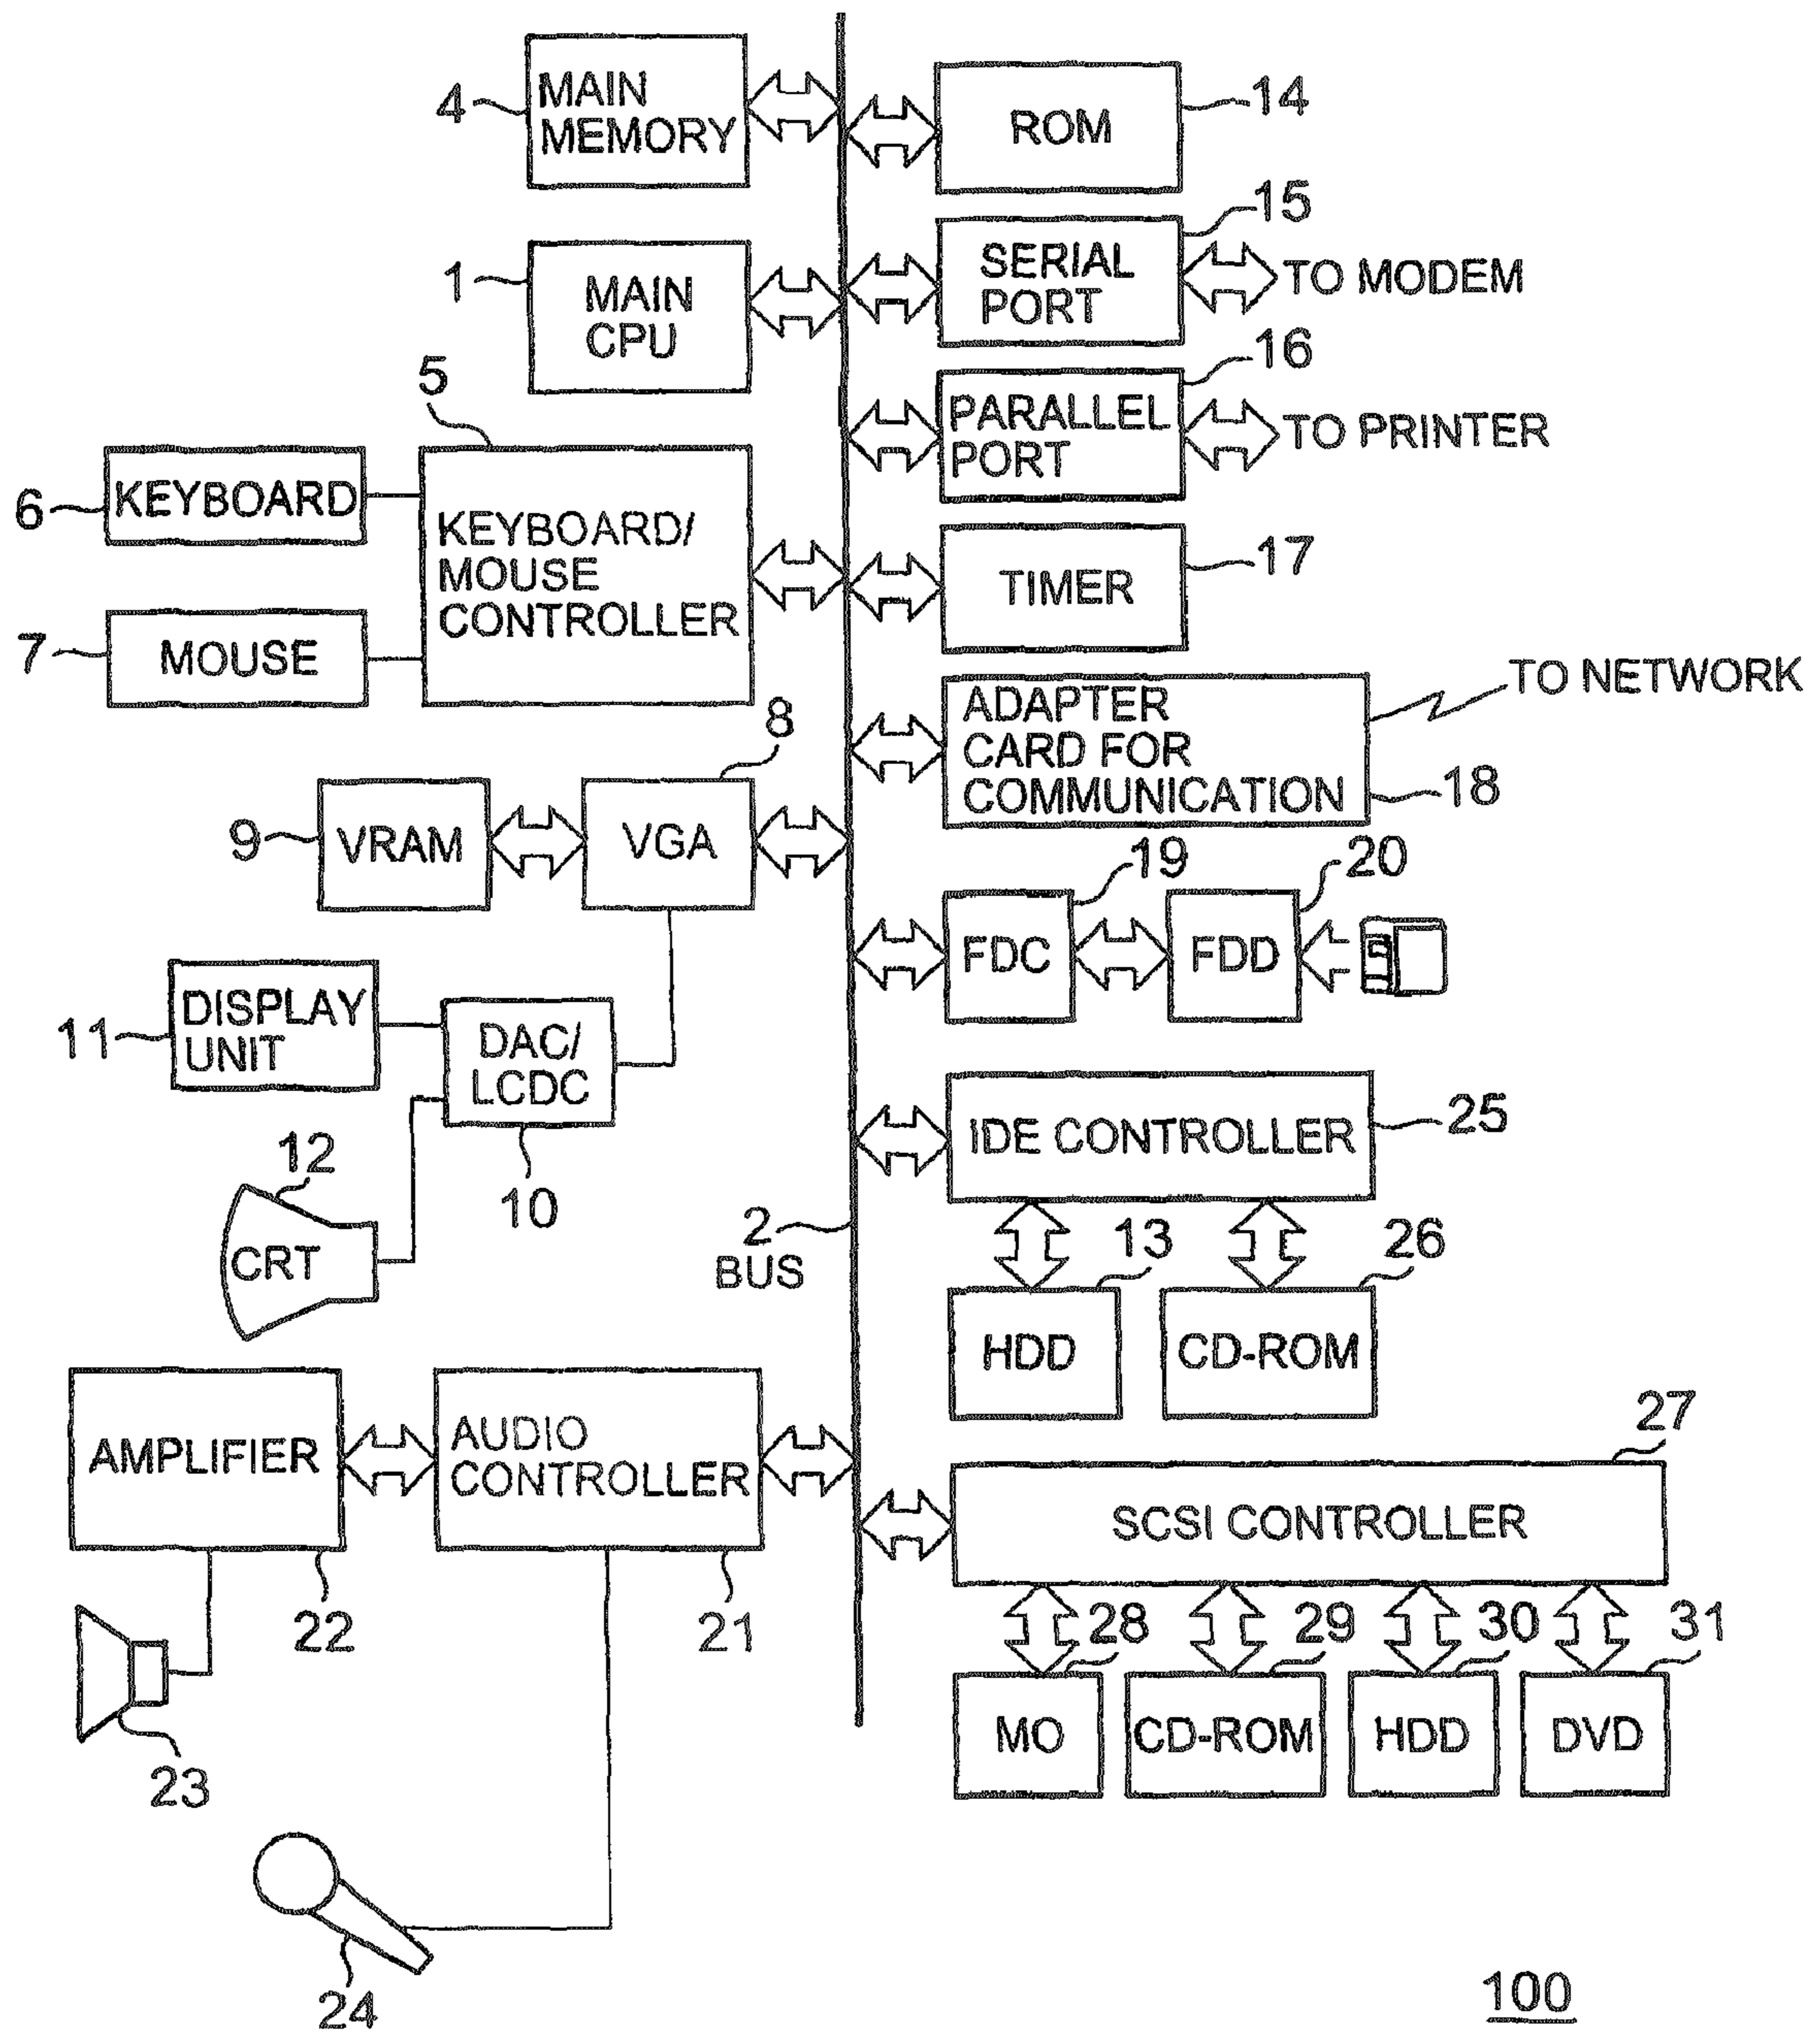 4
MAIN
MEMORY
ROM
14
1
MAIN
CPU
SERIAL
PORT
15
TO MODEM
PARALLEL
PORT
16
TO PRINTER
5
6
KEYBOARD
KEYBOARD/
MOUSE
CONTROLLER
7
MOUSE
TIMER
17
ADAPTER
CARD FOR
COMMUNICATION
TO NETWORK
18
8
9
VRAM
VGA
FDC
19
FDD
20
11
DISPLAY
UNIT
DAC/
LCDC
10
12
CRT
2
BUS
IDE CONTROLLER
25
HDD
13
CD-ROM
26
AMPLIFIER
22
AUDIO
CONTROLLER
21
23
24
SCSI CONTROLLER
27
MO
28
CD-ROM
29
HDD
30
DVD
31
100